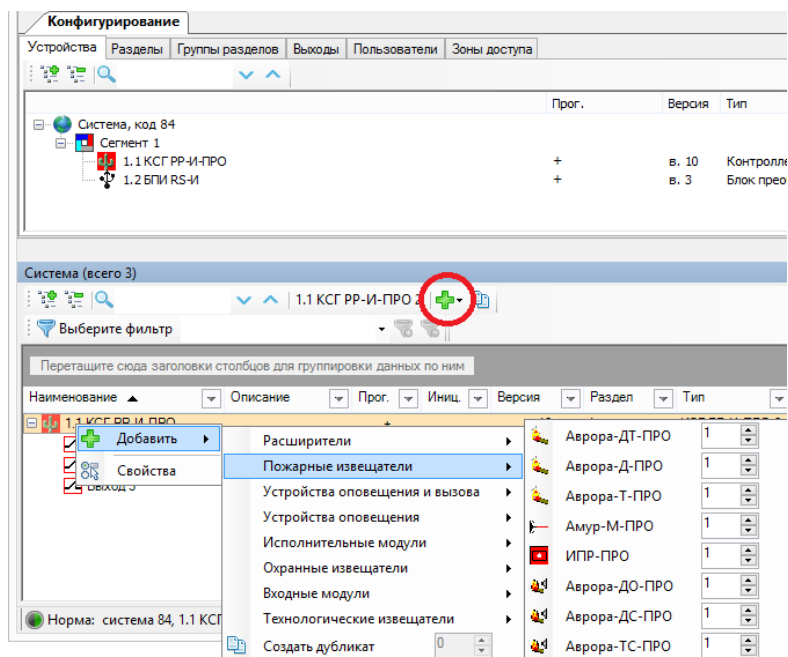 Конфигурирование
Устройства Разделы Группы разделов Выходы Пользователи Зоны доступа
Прог. Версия Тип
Система, код 84
Сегмент 1
1.1 КСГ РР-И-ПРО + в. 10
1.2 БПИ RS-И + в. 3 Блок
Система (всего 3)
1.1 КСГ РР-И-ПРО
Выберите фильтр
Перетащите сюда заголовки столбцов для группировки данных по ним
Наименование Описание Прог. Иниц. Версия Раздел Тип
1.1 КСГ РР-И-ПРО +
Добавить Расширители Аврора-ДТ-ПРО 1
Свойства Пожарные извещатели Аврора-Д-ПРО 1
Выход 3 Устройства оповещения и вызова Аврора-Т-ПРО 1
Устройства оповещения Амур-М-ПРО 1
Исполнительные модули ИПР-ПРО 1
Охранные извещатели Аврора-ДО-ПРО 1
Входные модули Аврора-ДС-ПРО 1
Технологические извещатели Аврора-ТС-ПРО 1
Создать дубликат 0
Норма: система 84, 1.1 КСГ